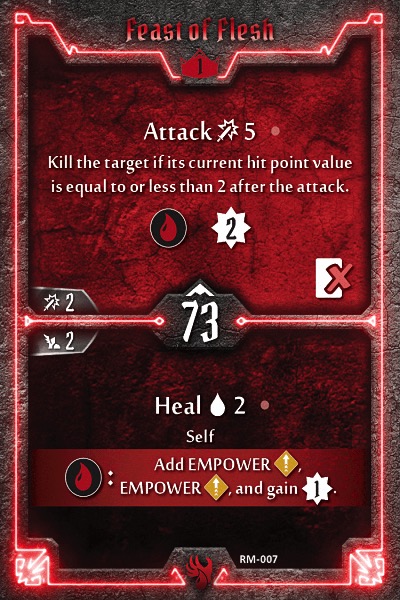 Feast of Flesh
1
Attack 5
Kill the target if its current hit point value
is equal to or less than 2 after the attack.
2
2
73
2
Heal 2
Self
: Add EMPOWER ,
EMPOWER , and gain 1 .
RM-007